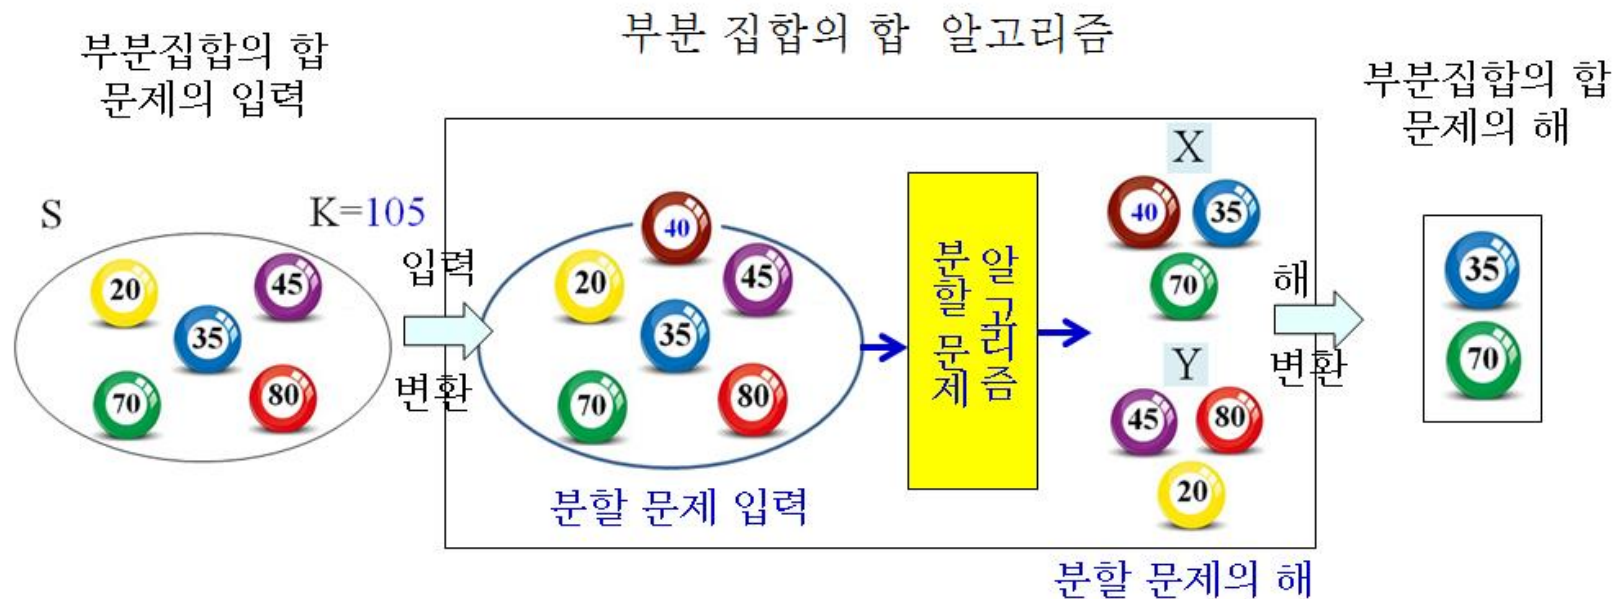 부분 집합의 합 알고리즘
부분집합의 합
문제의 입력
S
K=105
20
45
35
70
80
입력
변환
40
20
45
35
70
80
분할 문제 입력
분할 문제
알고리즘
X
40
35
70
Y
45
80
20
분할 문제의 해
해
변환
부분집합의 합
문제의 해
35
70